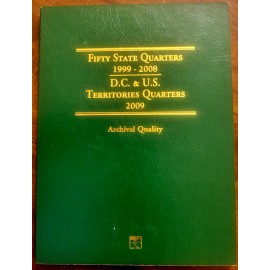 FIFTY STATE QUARTERS
1999 - 2008
D.C. & U.S.
TERRITORIES QUARTERS
2009
Archival Quality